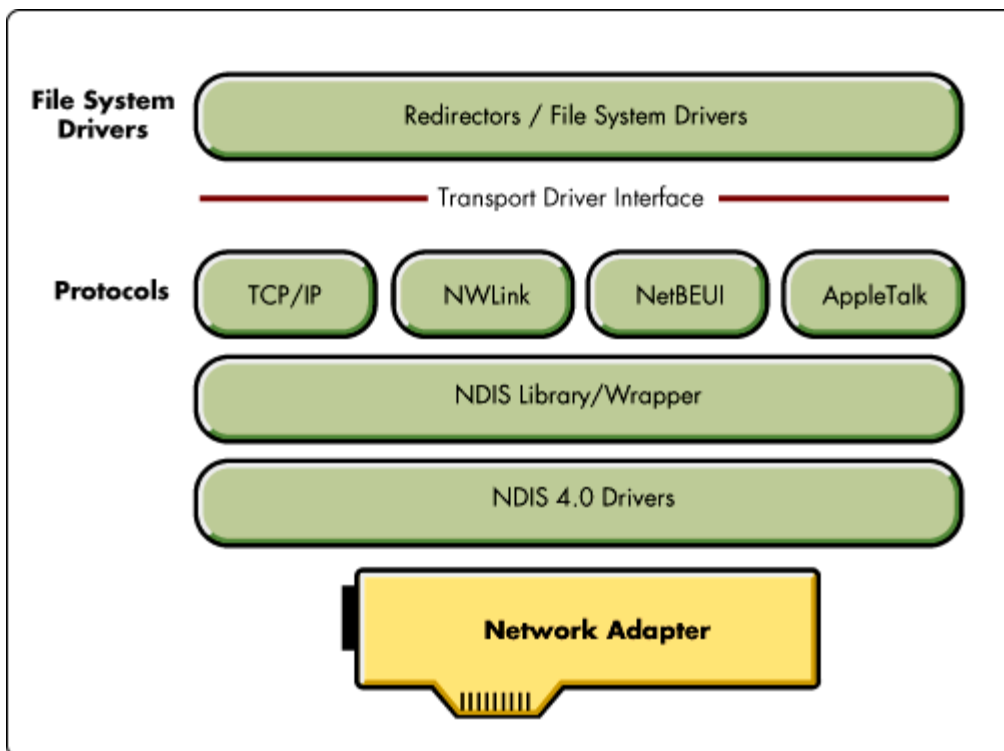 File System
Drivers
Redirectors / File System Drivers
Transport Driver Interface
Protocols
TCP/IP
NWLink
NetBEUI
AppleTalk
NDIS Library/Wrapper
NDIS 4.0 Drivers
Network Adapter